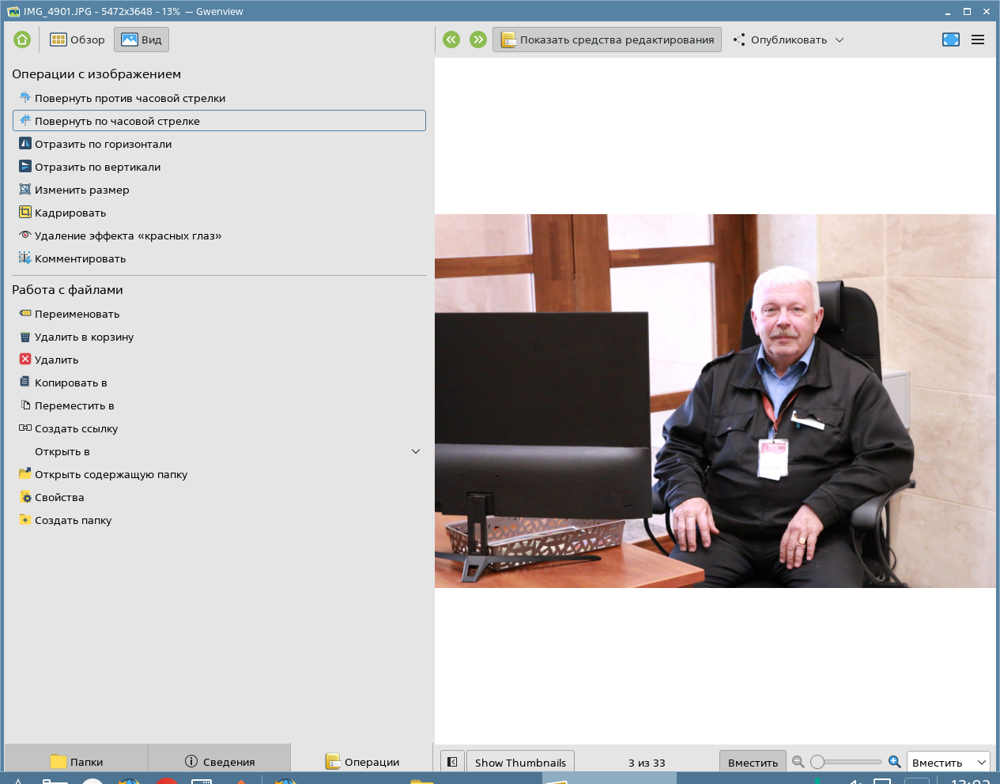 IMG_4901.JPG - 5472x3648 - 13% — Gwenview
Обзор
Вид
Показать средства редактирования
Опубликовать
Операции с изображением
Повернуть против часовой стрелки
Повернуть по часовой стрелке
Отразить по горизонтали
Отразить по вертикали
Изменить размер
Кадрировать
Удаление эффекта «красных глаз»
Комментировать
Работа с файлами
Переименовать
Удалить в корзину
Удалить
Копировать в
Переместить в
Создать ссылку
Открыть в
Открыть содержащую папку
Свойства
Создать папку
Папки
Сведения
Операции
Show Thumbnails
3 из 33
Вместить
Вместить